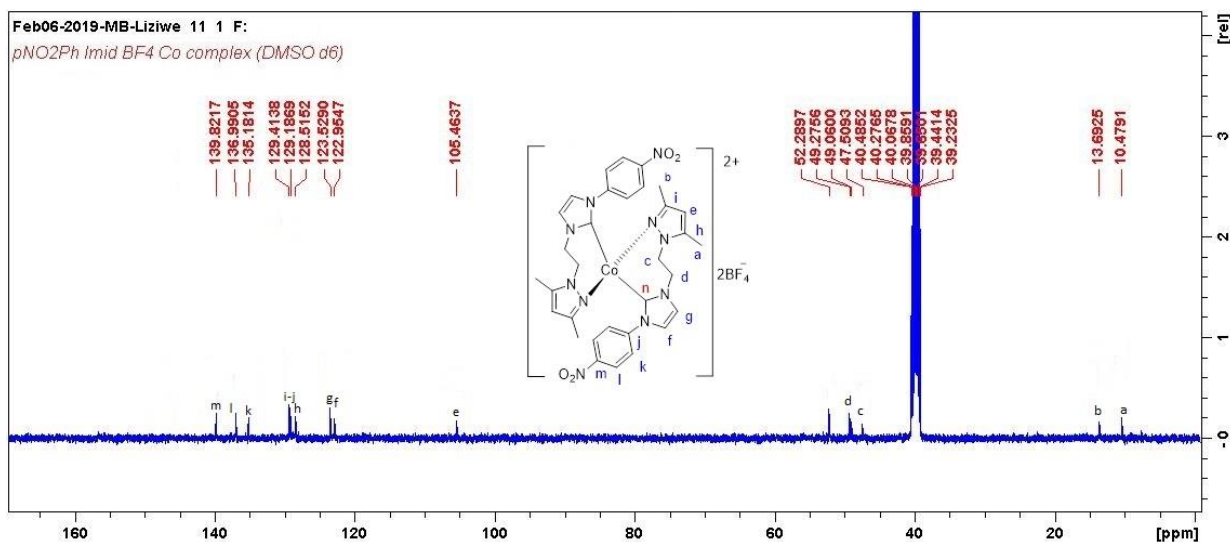 Feb06-2019-MB-Liziwe 11 1 F:
pNO2Ph Imid BF4 Co complex (DMSO d6)
[rel]
139.8217
136.9905
135.1814
129.4138
129.1869
128.5152
123.5290
122.9547
105.4637
52.2897
49.2756
49.0600
47.5093
40.4852
40.2765
40.0678
39.8591
39.4414
39.2325
13.6925
10.4791
NO₂
2+
b
i
N
N
e
h
N
N
a
c
d
Co
n
2BF₄⁻
N
N
N
g
N
f
j
k
O₂N
m
l
m
l
k
i-j
h
g
f
e
d
c
b
a
3
2
1
0
160
140
120
100
80
60
40
20
[ppm]